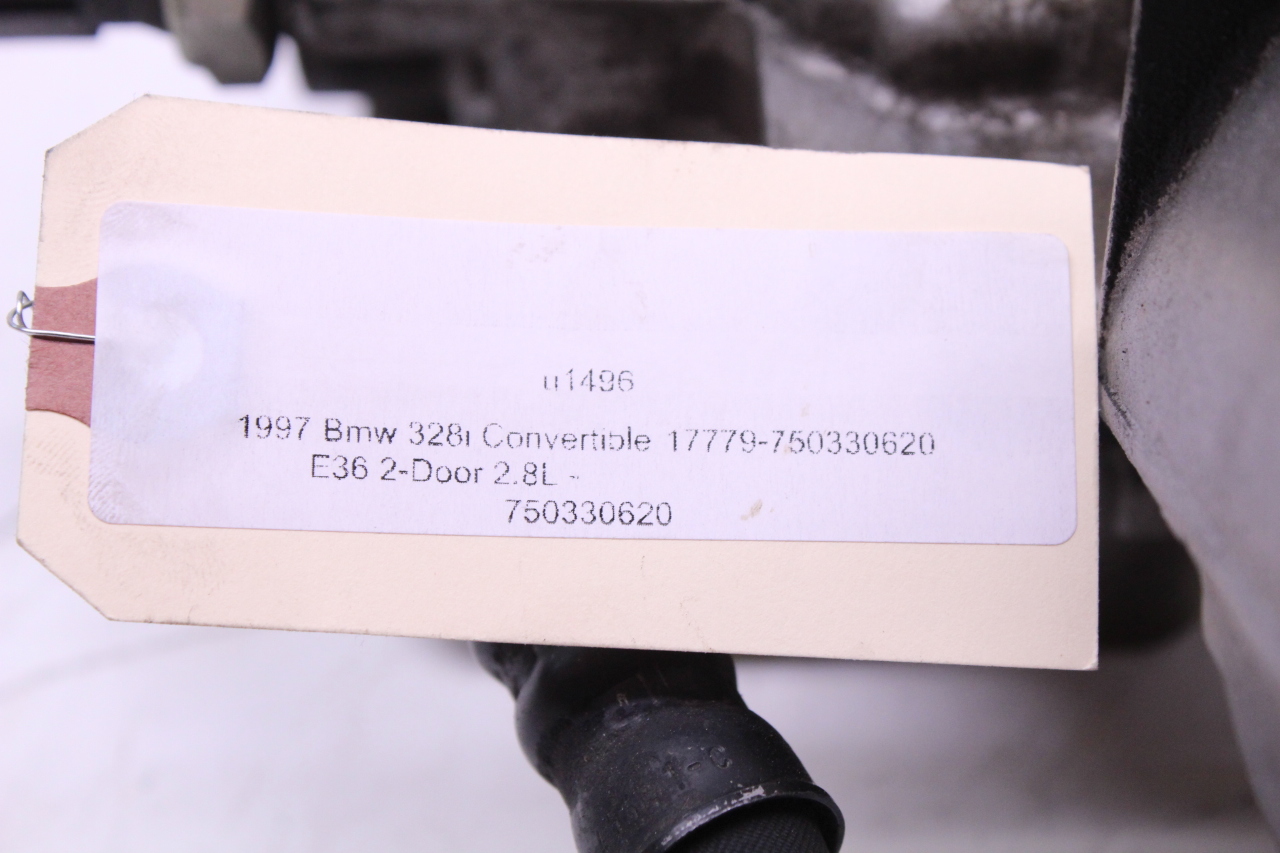 u1496
1997 Bmw 328i Convertible 17779-750330620
E36 2-Door 2.8L -
750330620